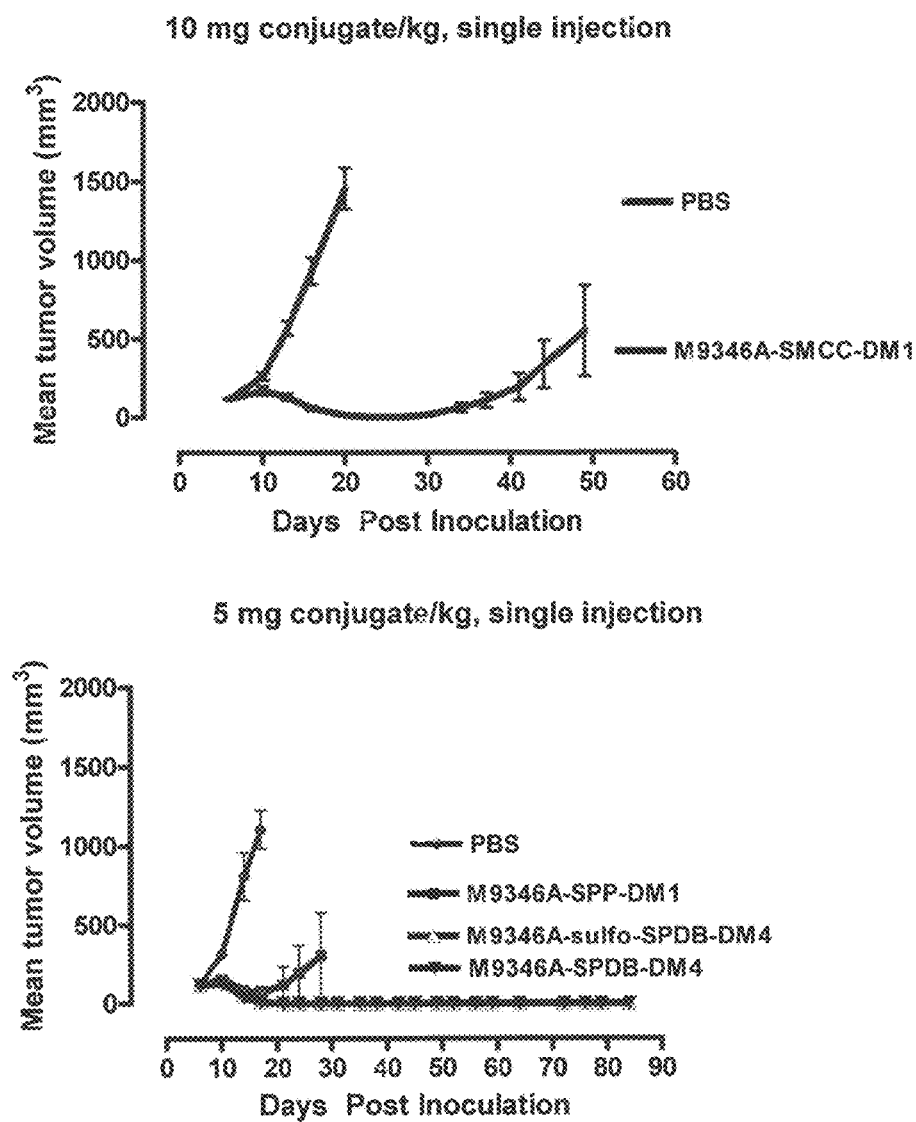 10 mg conjugate/kg, single injection
Mean tumor volume (mm³)
2000
1500
1000
500
0
PBS
M9346A-SMCC-DM1
0 10 20 30 40 50 60
Days Post Inoculation
5 mg conjugate/kg, single injection
Mean tumor volume (mm³)
2000
1500
1000
500
0
PBS
M9346A-SPP-DM1
M9346A-sulfo-SPDB-DM4
M9346A-SPDB-DM4
0 10 20 30 40 50 60 70 80 90
Days Post Inoculation